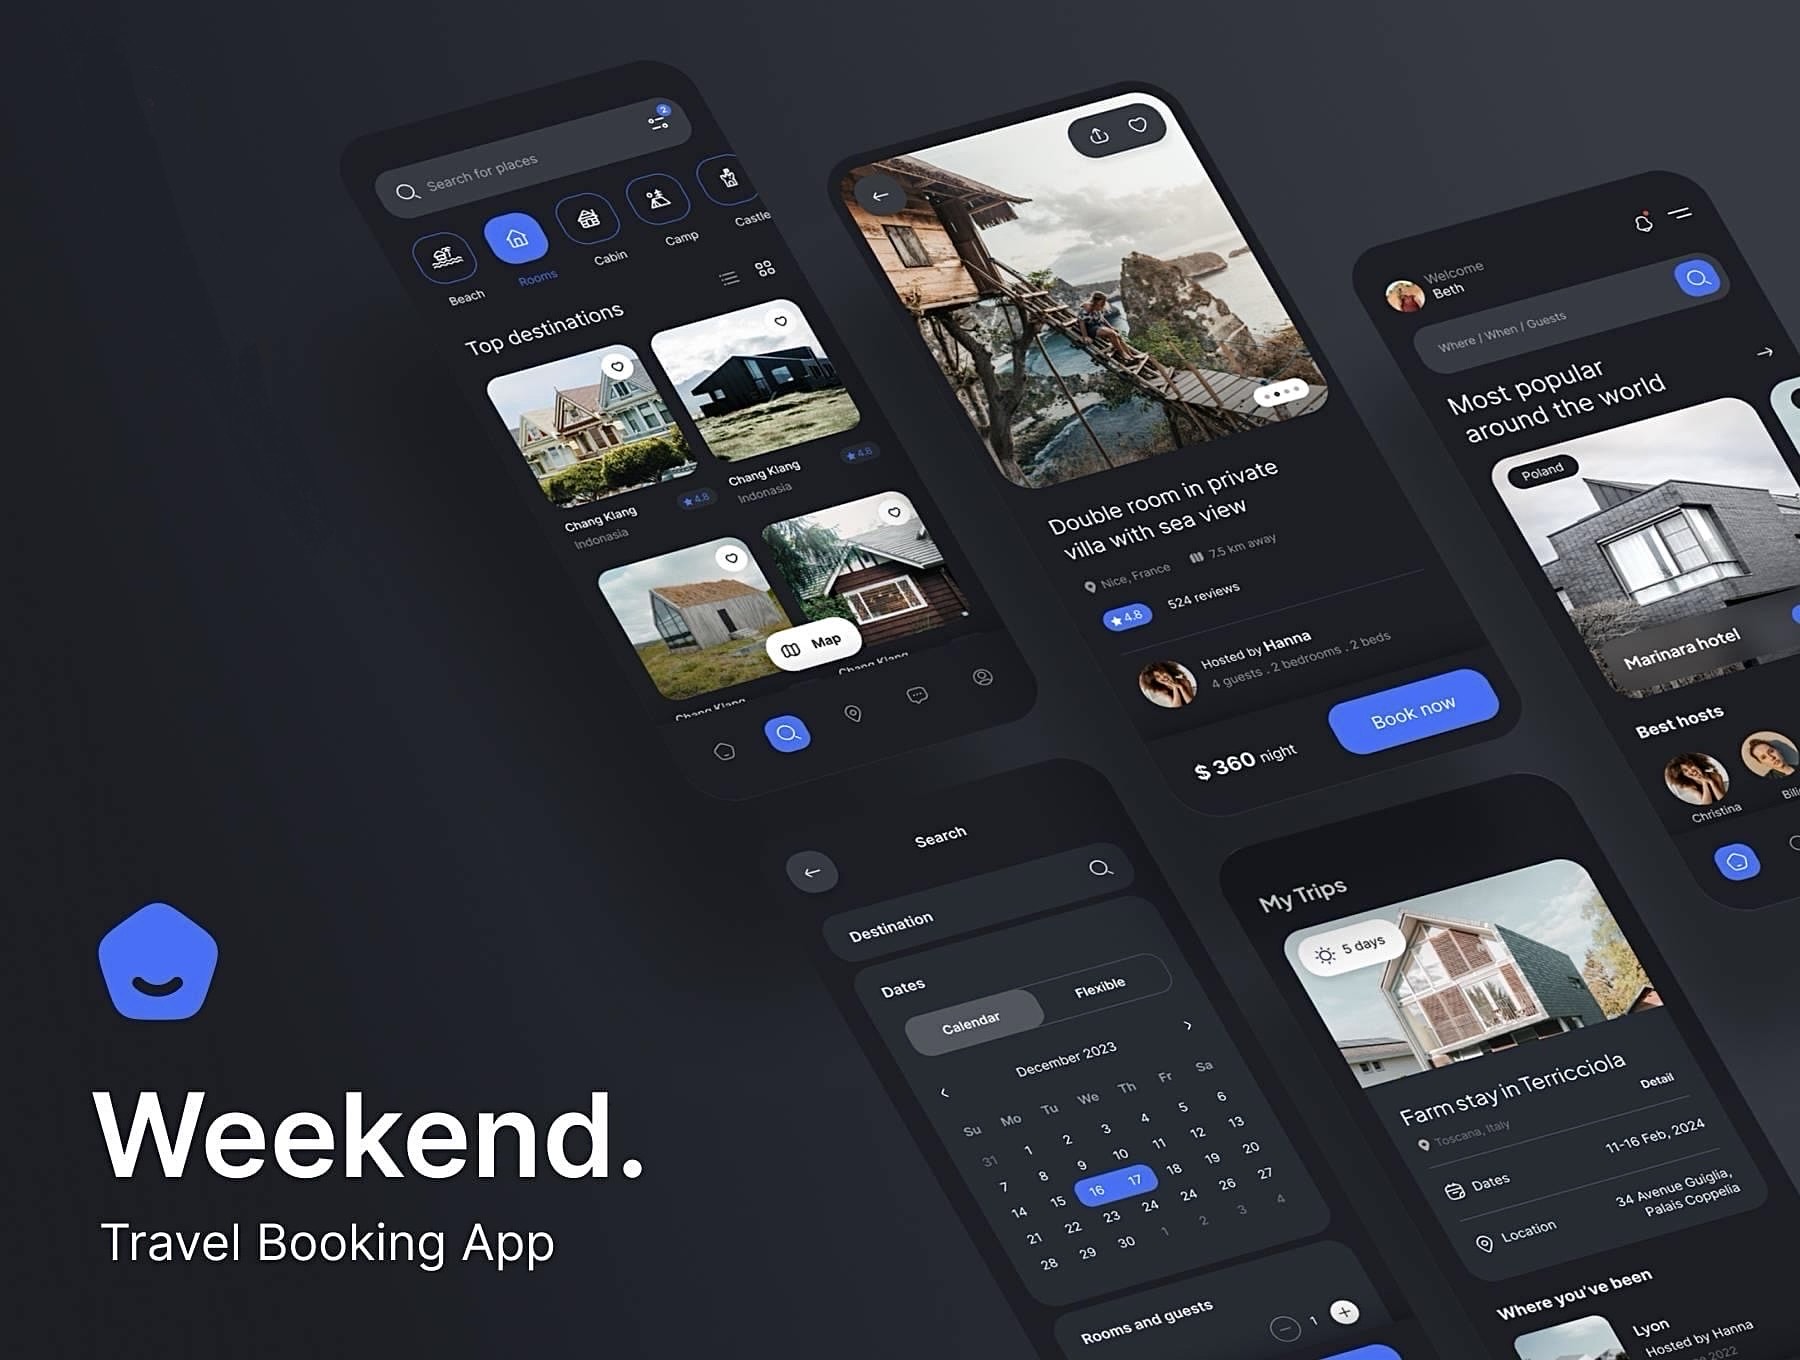 2
Search for places
Beach
Rooms
Cabin
Camp
Castle
Top destinations
Chang Klang
Indonasia
4.8
Chang Klang
Indonasia
4.8
Map
Chang Klang
Chang Klang
Double room in private
villa with sea view
Nice, France
7.5 km away
4.8
524 reviews
Hosted by Hanna
4 guests . 2 bedrooms . 2 beds
$ 360 night
Book now
Welcome
Beth
Where / When / Guests
Most popular
around the world
Poland
Marinara hotel
Best hosts
Christina
Search
Destination
Dates
Calendar
Flexible
December 2023
Su Mo Tu We Th Fr Sa
31 1 2 3 4 5 6
7 8 9 10 11 12 13
14 15 16 17 18 19 20
21 22 23 24 24 26 27
28 29 30 1 2 3 4
Rooms and guests
1
My Trips
5 days
Farm stay in Terricciola
Toscana, Italy
Detail
Dates
11-16 Feb, 2024
Location
34 Avenue Guiglia,
Palais Coppelia
Where you've been
Lyon
Hosted by Hanna
2022
Weekend.
Travel Booking App